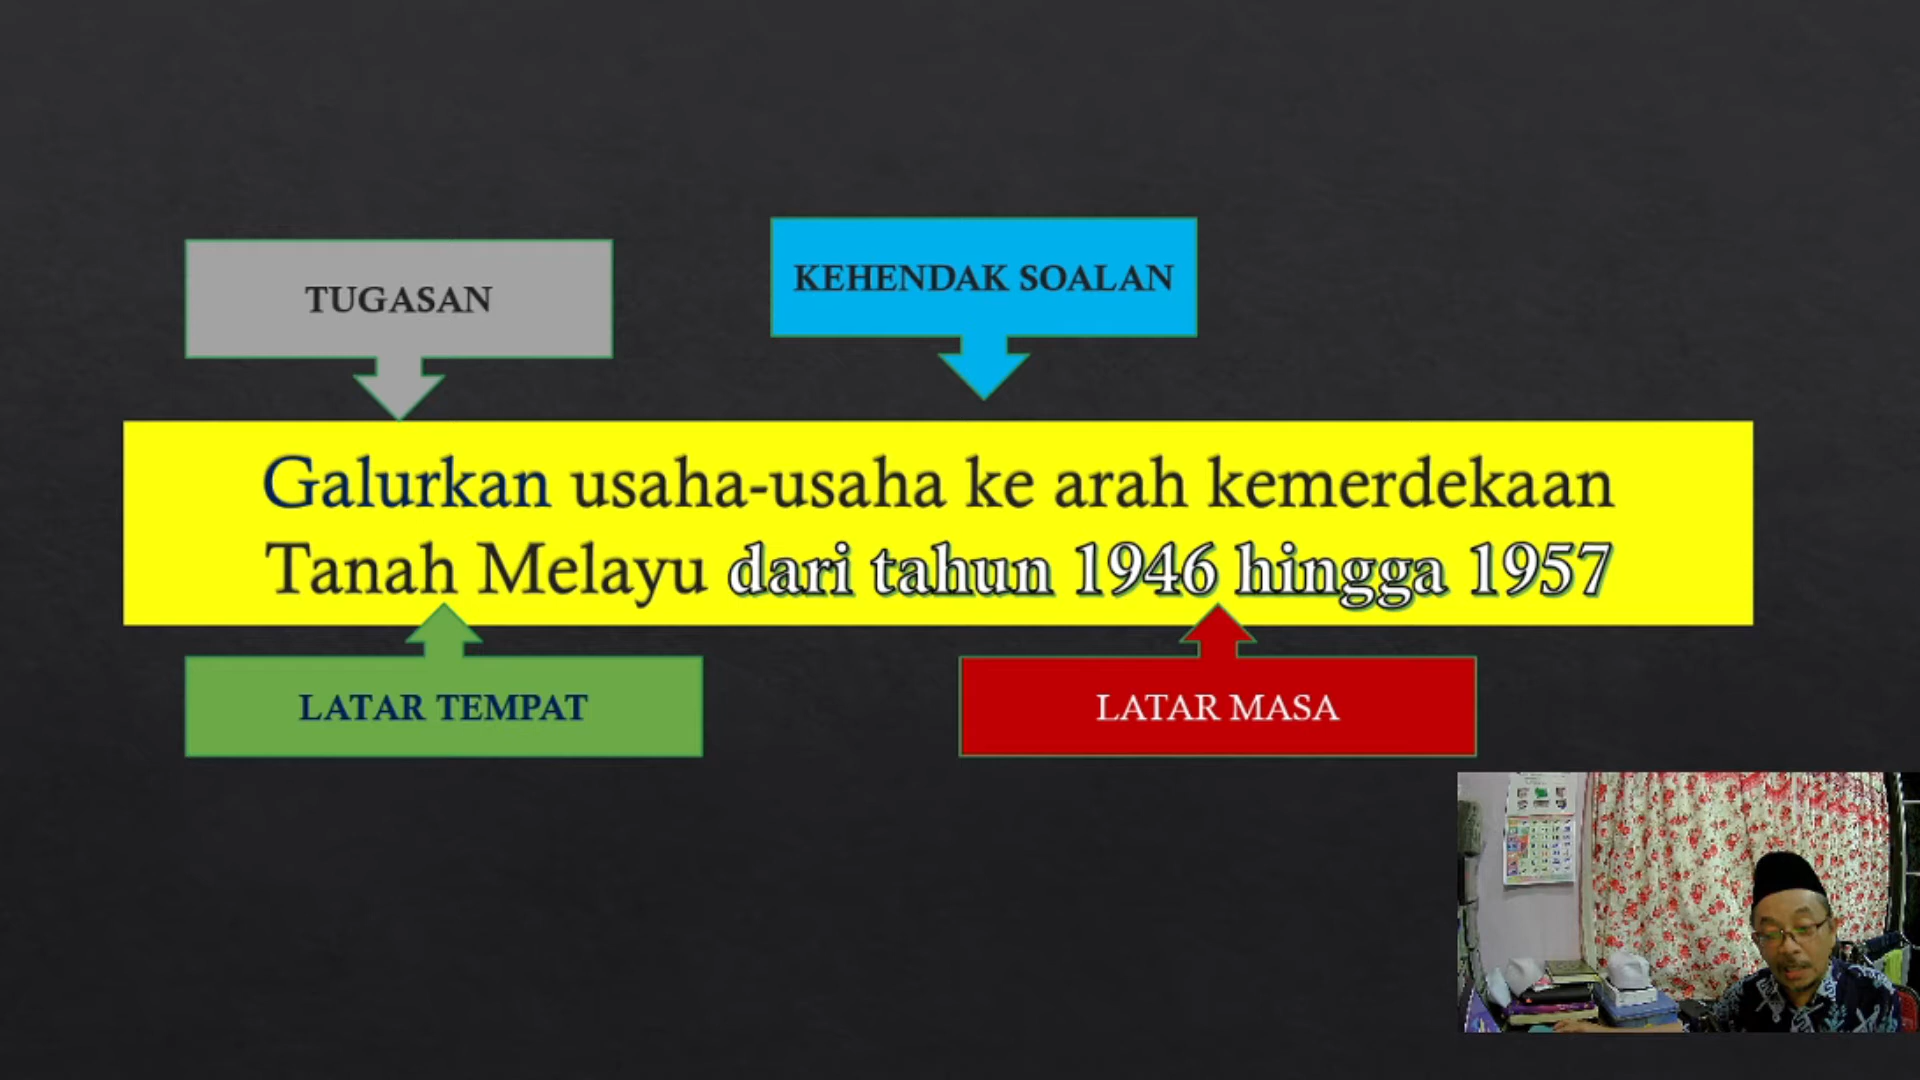 TUGASAN
KEHENDAK SOALAN
Galurkan usaha-usaha ke arah kemerdekaan
Tanah Melayu dari tahun 1946 hingga 1957
LATAR TEMPAT
LATAR MASA